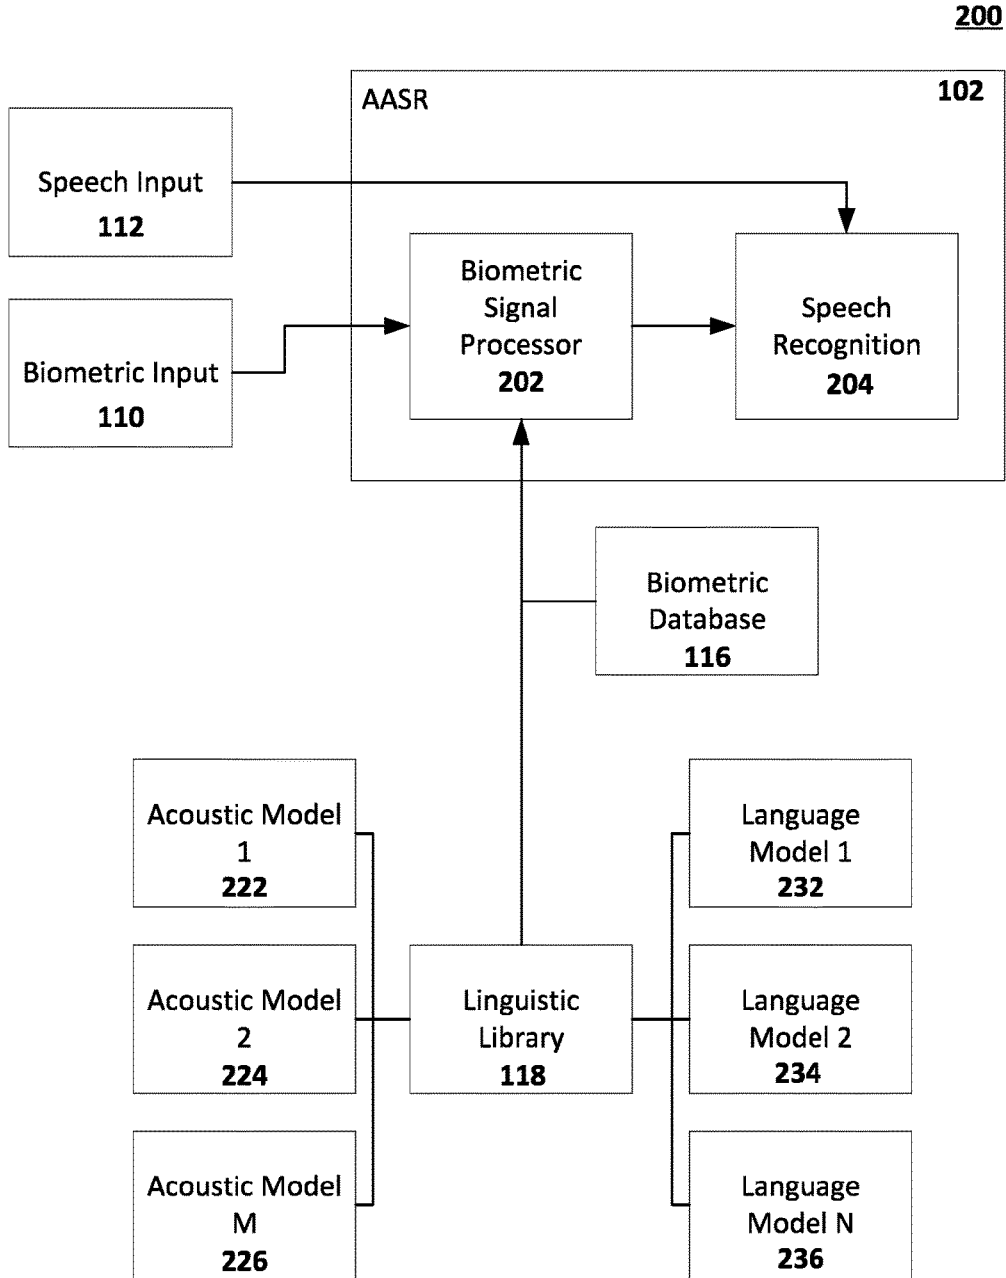 200
AASR
102
Speech Input
112
Biometric Input
110
Biometric
Signal
Processor
202
Speech
Recognition
204
Biometric
Database
116
Acoustic Model
1
222
Acoustic Model
2
224
Acoustic Model
M
226
Linguistic
Library
118
Language
Model 1
232
Language
Model 2
234
Language
Model N
236